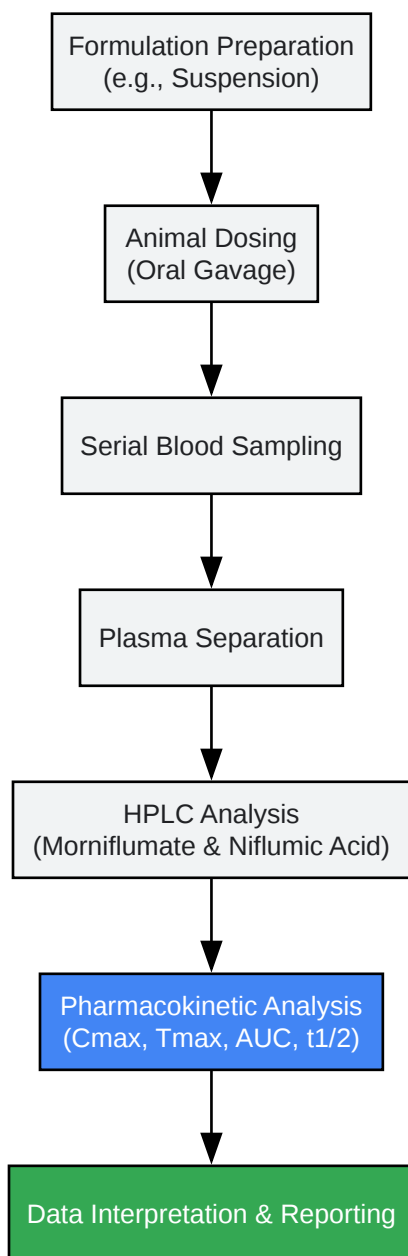 Formulation Preparation
(e.g., Suspension)
Animal Dosing
(Oral Gavage)
Serial Blood Sampling
Plasma Separation
HPLC Analysis
(Morniflumate & Niflumic Acid)
Pharmacokinetic Analysis
(Cmax, Tmax, AUC, t1/2)
Data Interpretation & Reporting